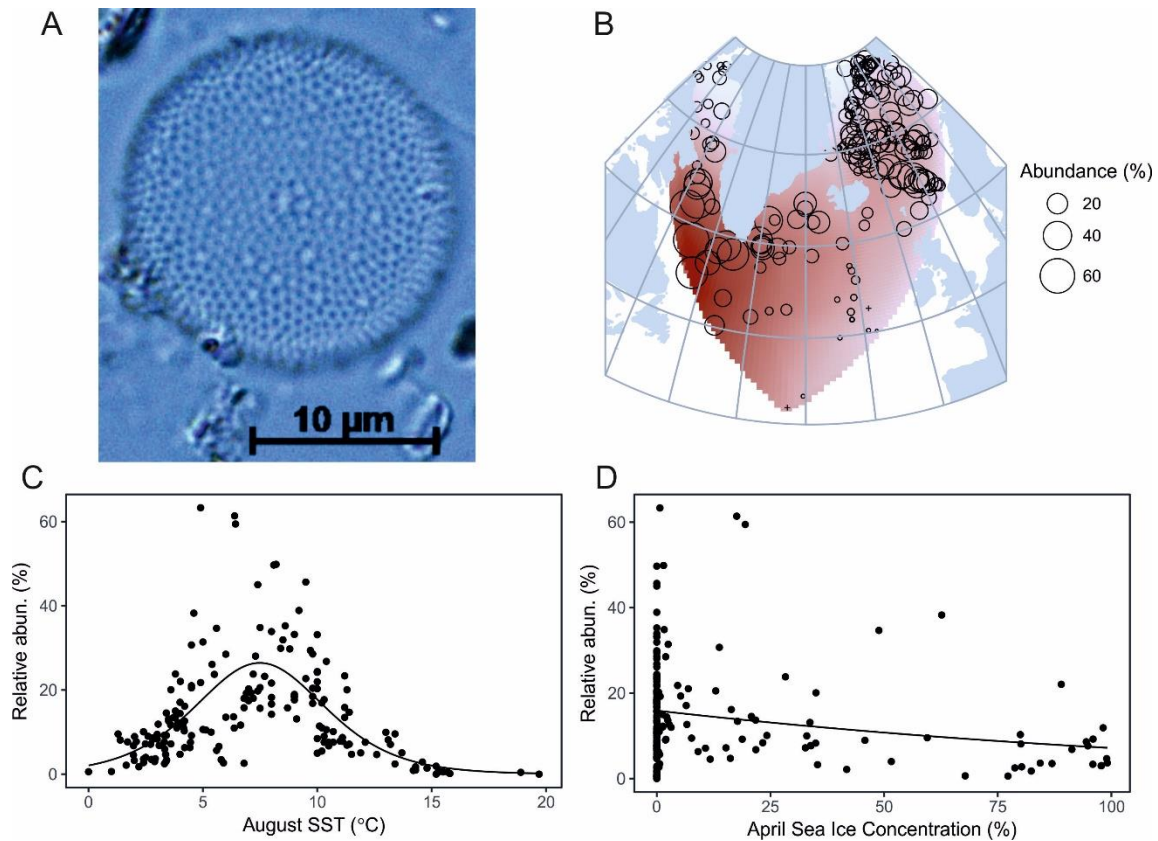 A
10 µm
B
Abundance (%)
20
40
60
C
Relative abun. (%)
60
40
20
0
0 5 10 15 20
August SST (°C)
D
Relative abun. (%)
60
40
20
0
0 25 50 75 100
April Sea Ice Concentration (%)